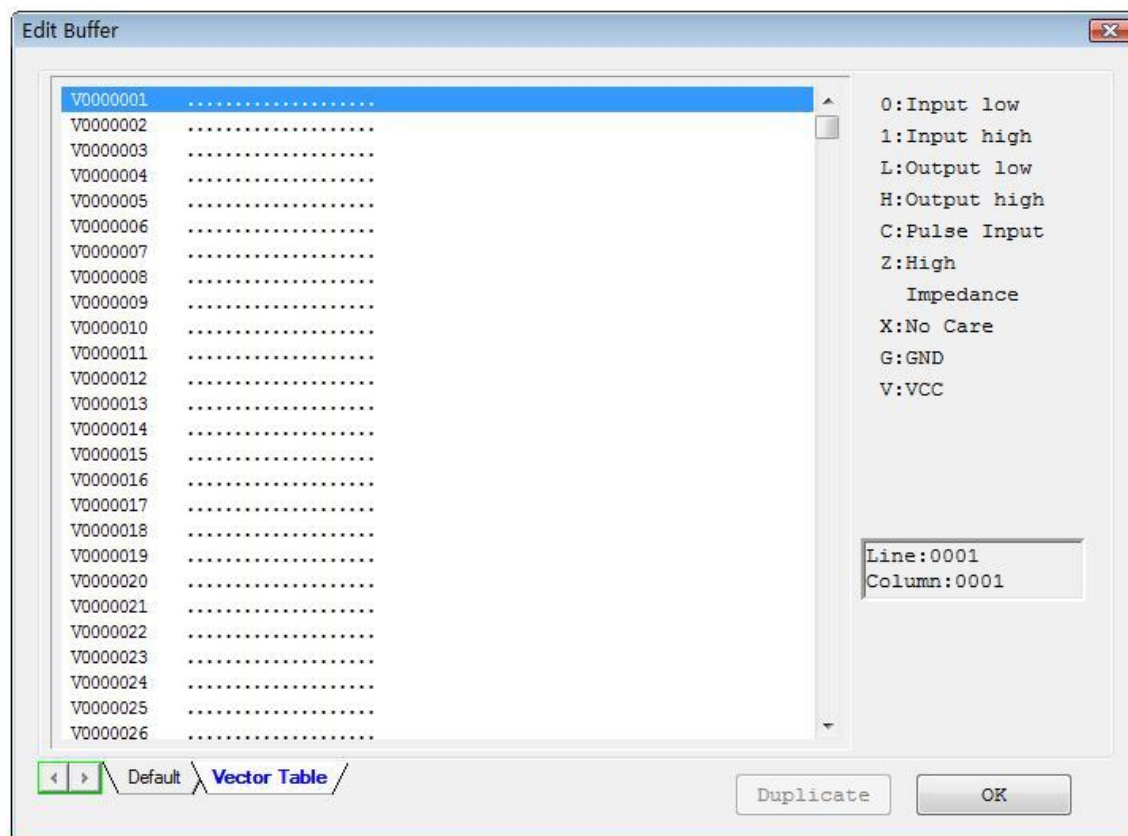 Edit Buffer
V0000001 ....................
V0000002 ....................
V0000003 ....................
V0000004 ....................
V0000005 ....................
V0000006 ....................
V0000007 ....................
V0000008 ....................
V0000009 ....................
V0000010 ....................
V0000011 ....................
V0000012 ....................
V0000013 ....................
V0000014 ....................
V0000015 ....................
V0000016 ....................
V0000017 ....................
V0000018 ....................
V0000019 ....................
V0000020 ....................
V0000021 ....................
V0000022 ....................
V0000023 ....................
V0000024 ....................
V0000025 ....................
V0000026 ....................
0:Input low
1:Input high
L:Output low
H:Output high
C:Pulse Input
Z:High
Impedance
X:No Care
G:GND
V:VCC
Line:0001
Column:0001
Default Vector Table
Duplicate OK